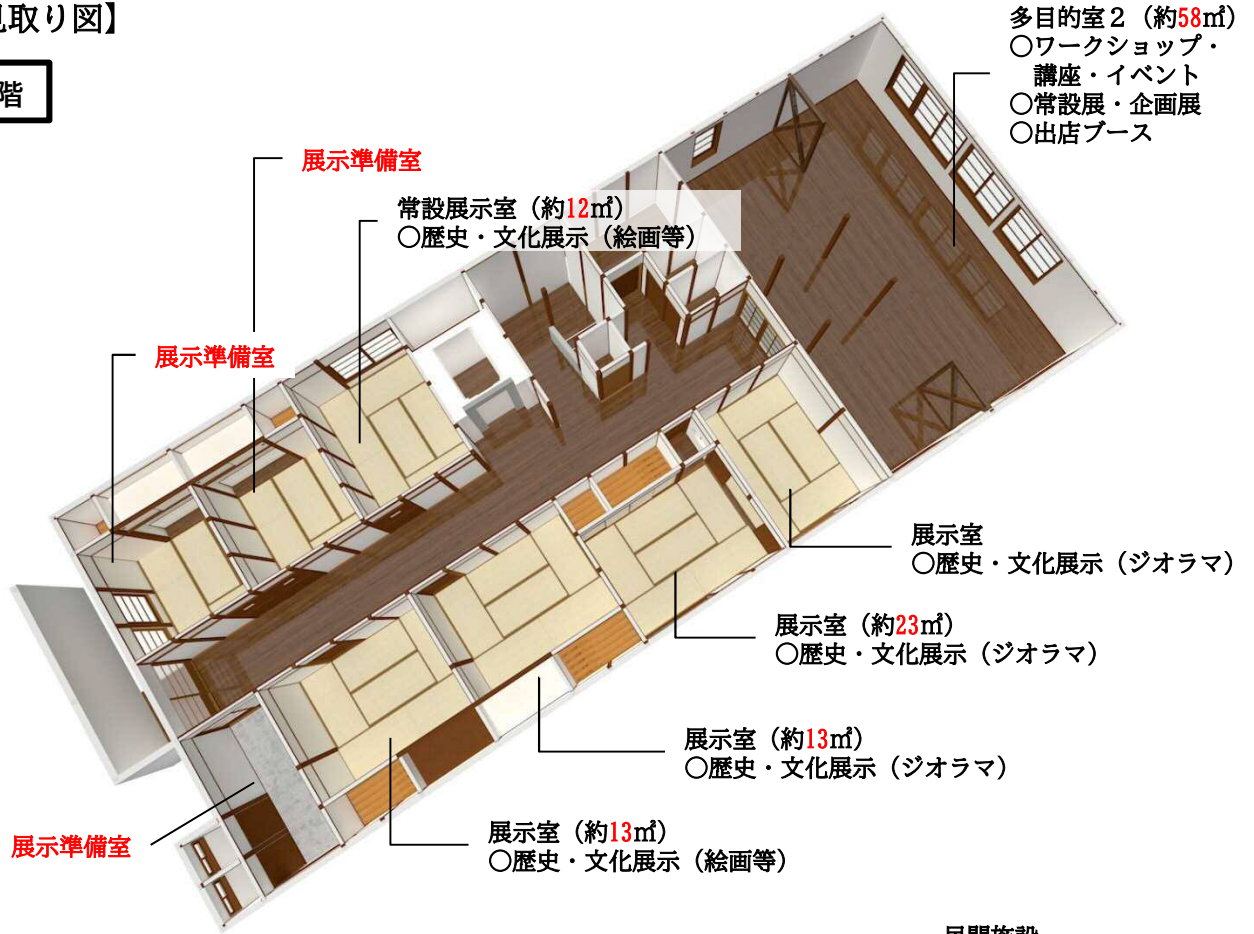 見取り図】
階
多目的室２（約58㎡）
○ワークショップ・
講座・イベント
○常設展・企画展
○出店ブース
展示準備室
常設展示室（約12㎡）
○歴史・文化展示（絵画等）
展示準備室
展示室
○歴史・文化展示（ジオラマ）
展示室（約23㎡）
○歴史・文化展示（ジオラマ）
展示室（約13㎡）
○歴史・文化展示（ジオラマ）
展示室（約13㎡）
○歴史・文化展示（絵画等）
展示準備室